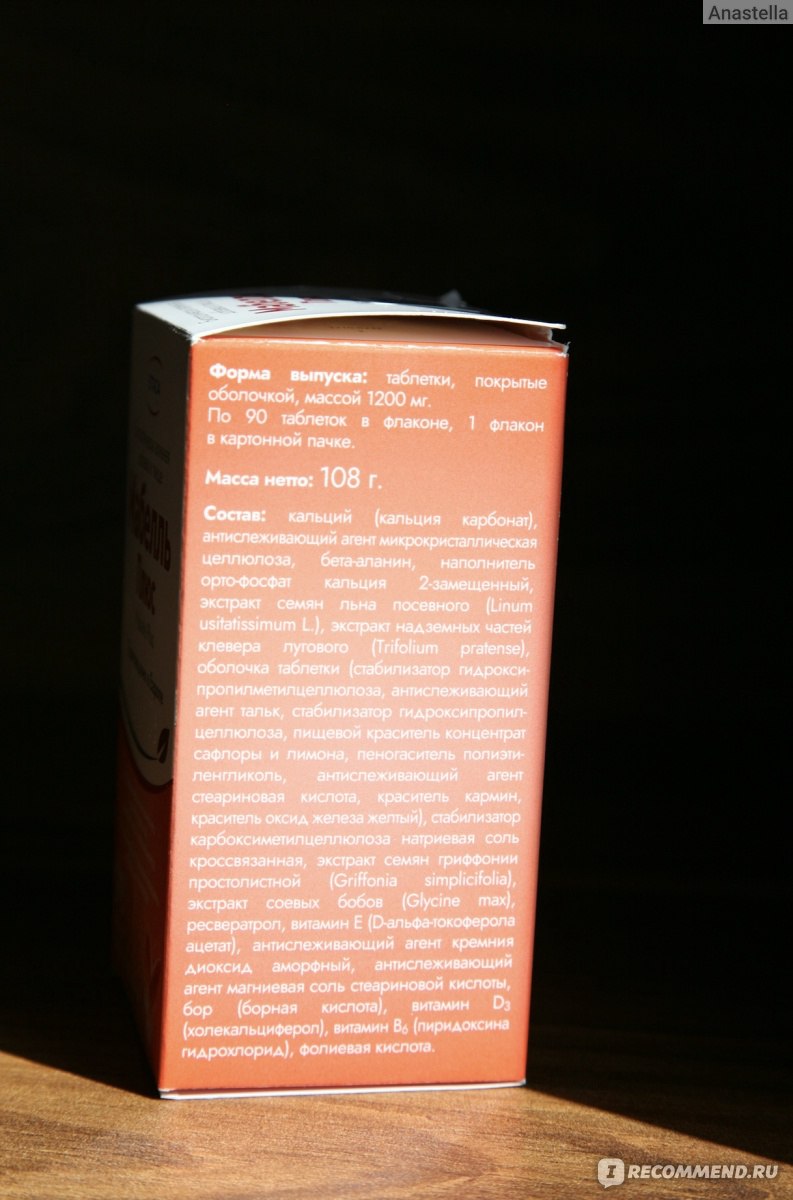 Anastella
Форма выпуска: таблетки, покрытые
оболочкой, массой 1200 мг.
По 90 таблеток в флаконе, 1 флакон
в картонной пачке.
Масса нетто: 108 г.
Состав: кальций (кальция карбонат),
антислеживающий агент микрокристаллическая
целлюлоза, бета-аланин, наполнитель
орто-фосфат кальция 2-замещенный,
экстракт семян льна посевного (Linum
usitatissimum L.), экстракт надземных частей
клевера лугового (Trifolium pratense),
оболочка таблетки (стабилизатор гидрокси-
пропилметилцеллюлоза, антислеживающий
агент тальк, стабилизатор гидроксипропил-
целлюлоза, пищевой краситель концентрат
сафлоры и лимона, пеногаситель полиэти-
ленгликоль, антислеживающий агент
стеариновая кислота, краситель кармин,
краситель оксид железа желтый), стабилизатор
карбоксиметилцеллюлоза натриевая соль
кроссвязанная, экстракт семян гриффонии
простолистной (Griffonia simplicifolia),
экстракт соевых бобов (Glycine max),
ресвератрол, витамин E (D-альфа-токоферола
ацетат), антислеживающий агент кремния
диоксид аморфный, антислеживающий
агент магниевая соль стеариновой кислоты,
бор (борная кислота), витамин D3
(холекальциферол), витамин B6 (пиридоксина
гидрохлорид), фолиевая кислота.
I RECOMMEND.RU